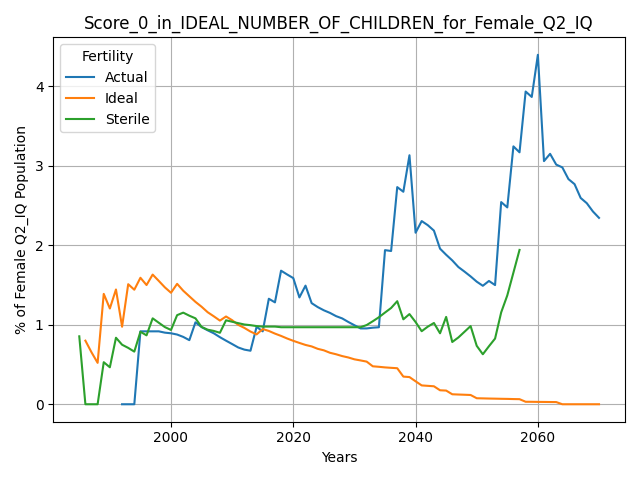 Score_0_in_IDEAL_NUMBER_OF_CHILDREN_for_Female_Q2_IQ
Fertility
Actual
Ideal
Sterile
% of Female Q2_IQ Population
4
3
2
1
0
2000 2020 2040 2060
Years